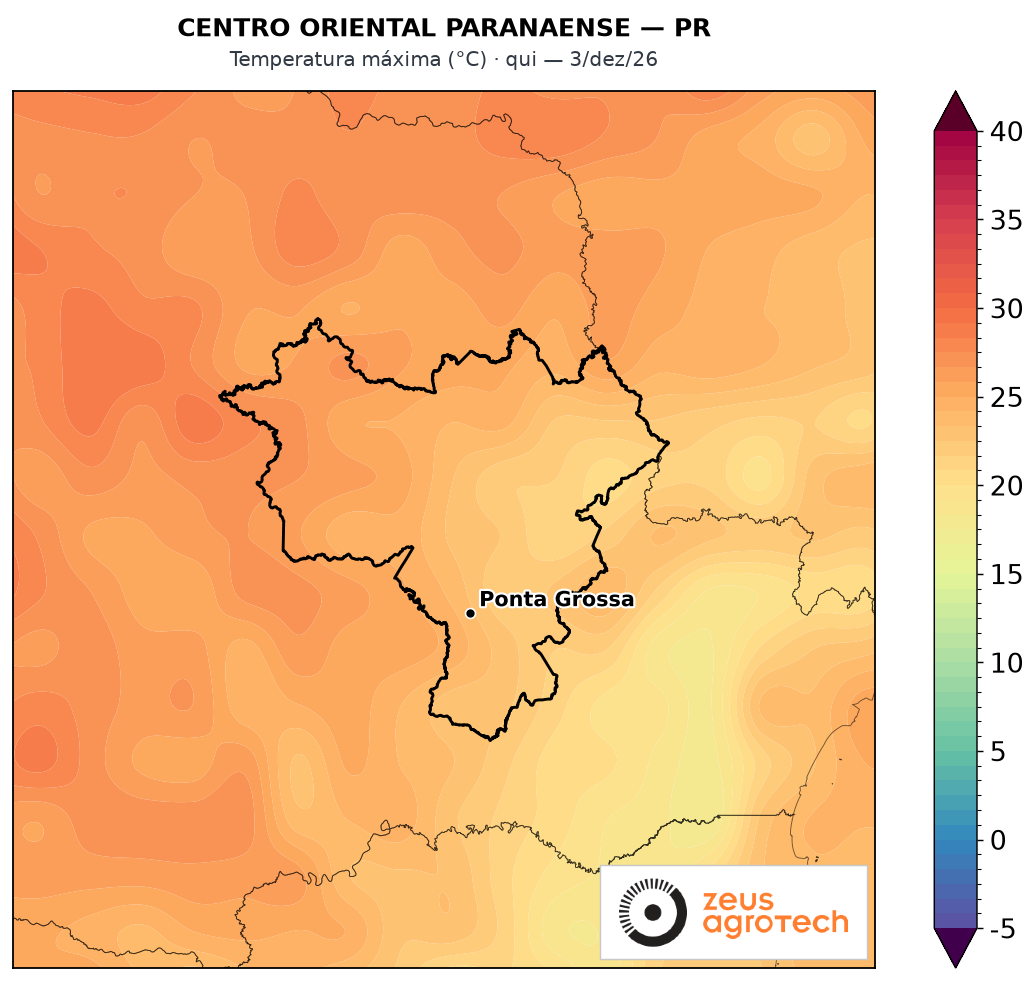 CENTRO ORIENTAL PARANAENSE — PR
Temperatura máxima (°C) · qui — 3/dez/26
40
35
30
25
20
15
10
5
0
-5
Ponta Grossa
zeus
agrotech